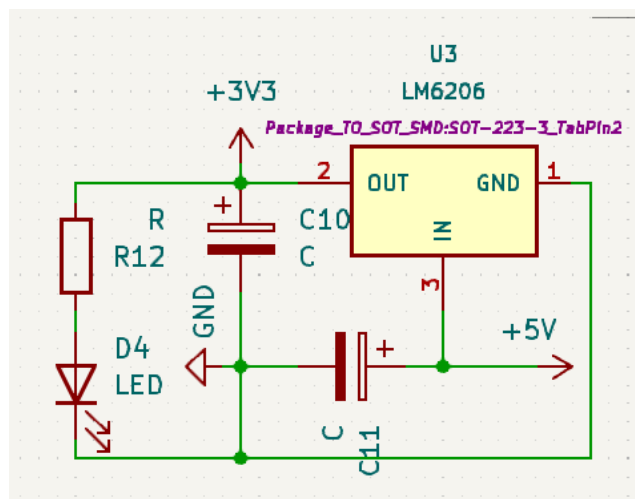 U3
LM6206
+3V3
Package_TO_SOT_SMD:SOT-223-3_TabPin2
2
OUT
GND
1
IN
3
R
R12
C10
C
GND
D4
LED
+5V
C
C11
+
+